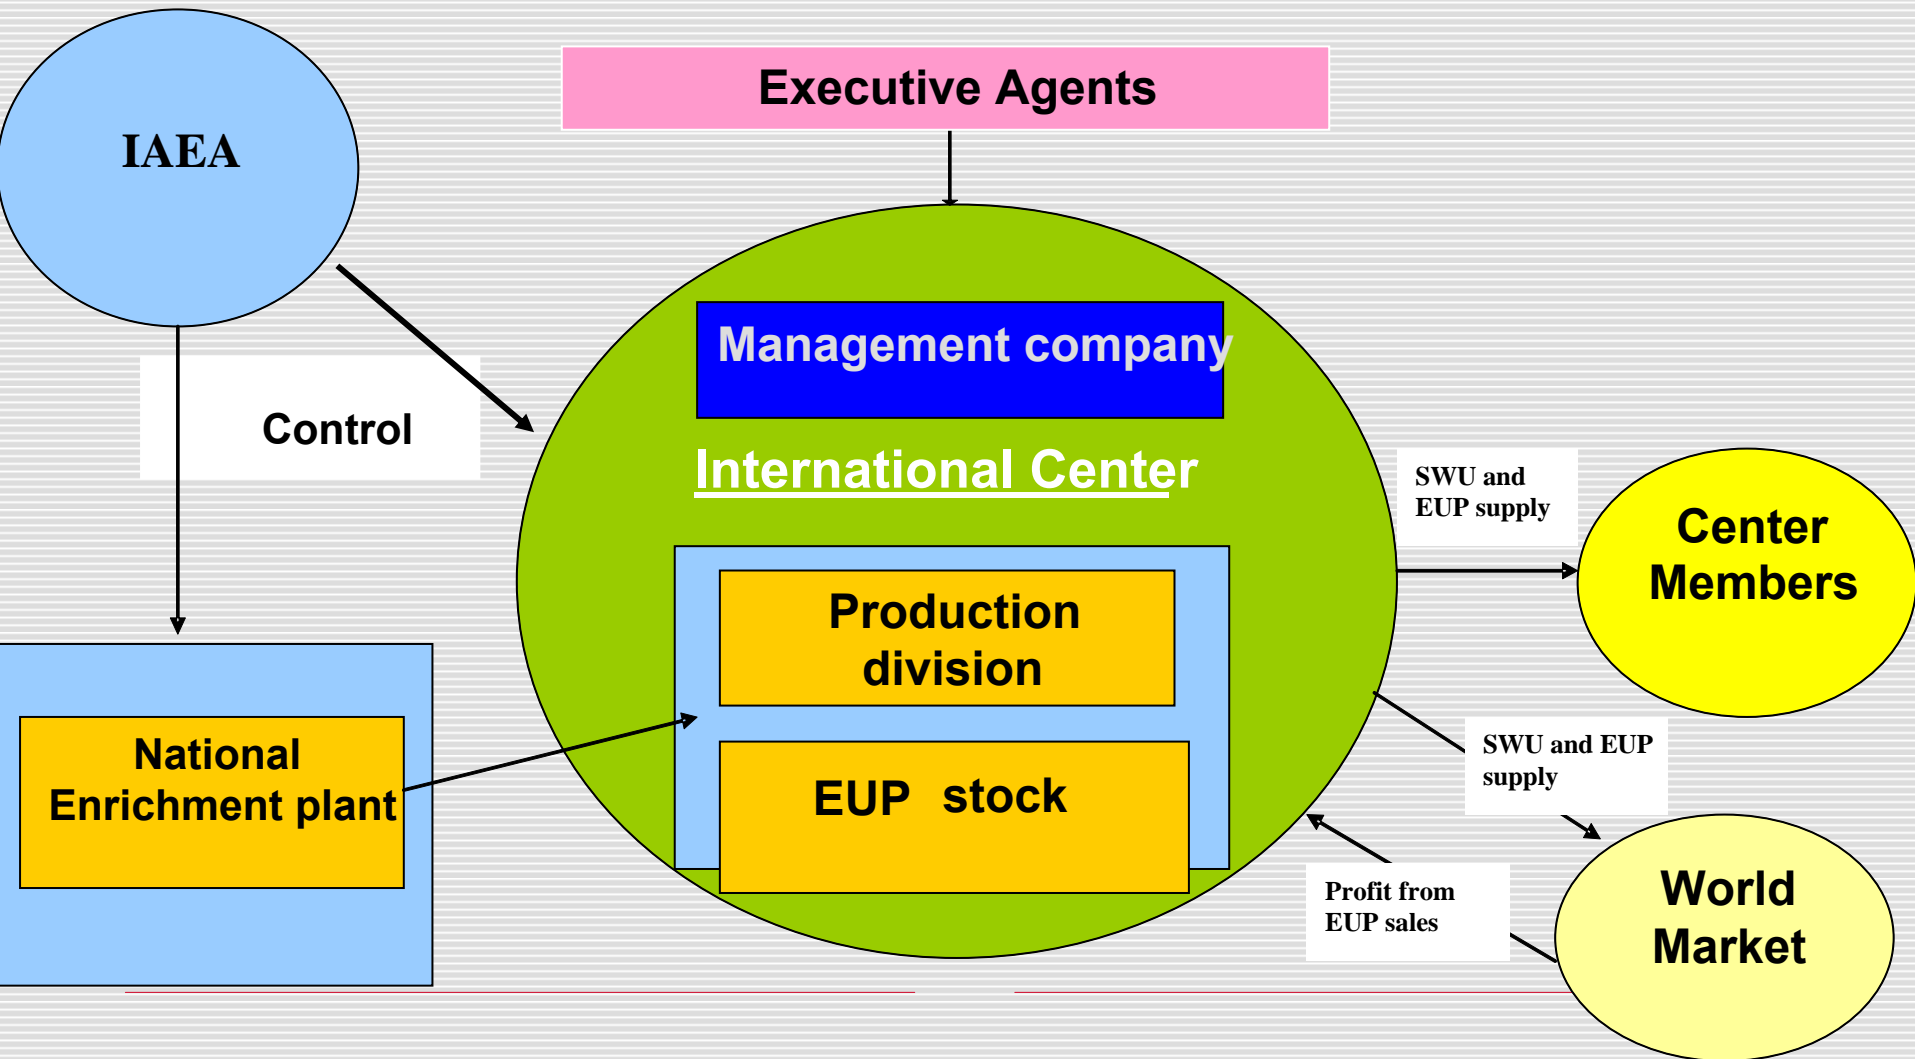 Executive Agents
IAEA
Management company
Control
International Center
SWU and
EUP supply
Center
Members
Production
division
National
Enrichment plant
EUP stock
SWU and EUP
supply
Profit from
EUP sales
World
Market